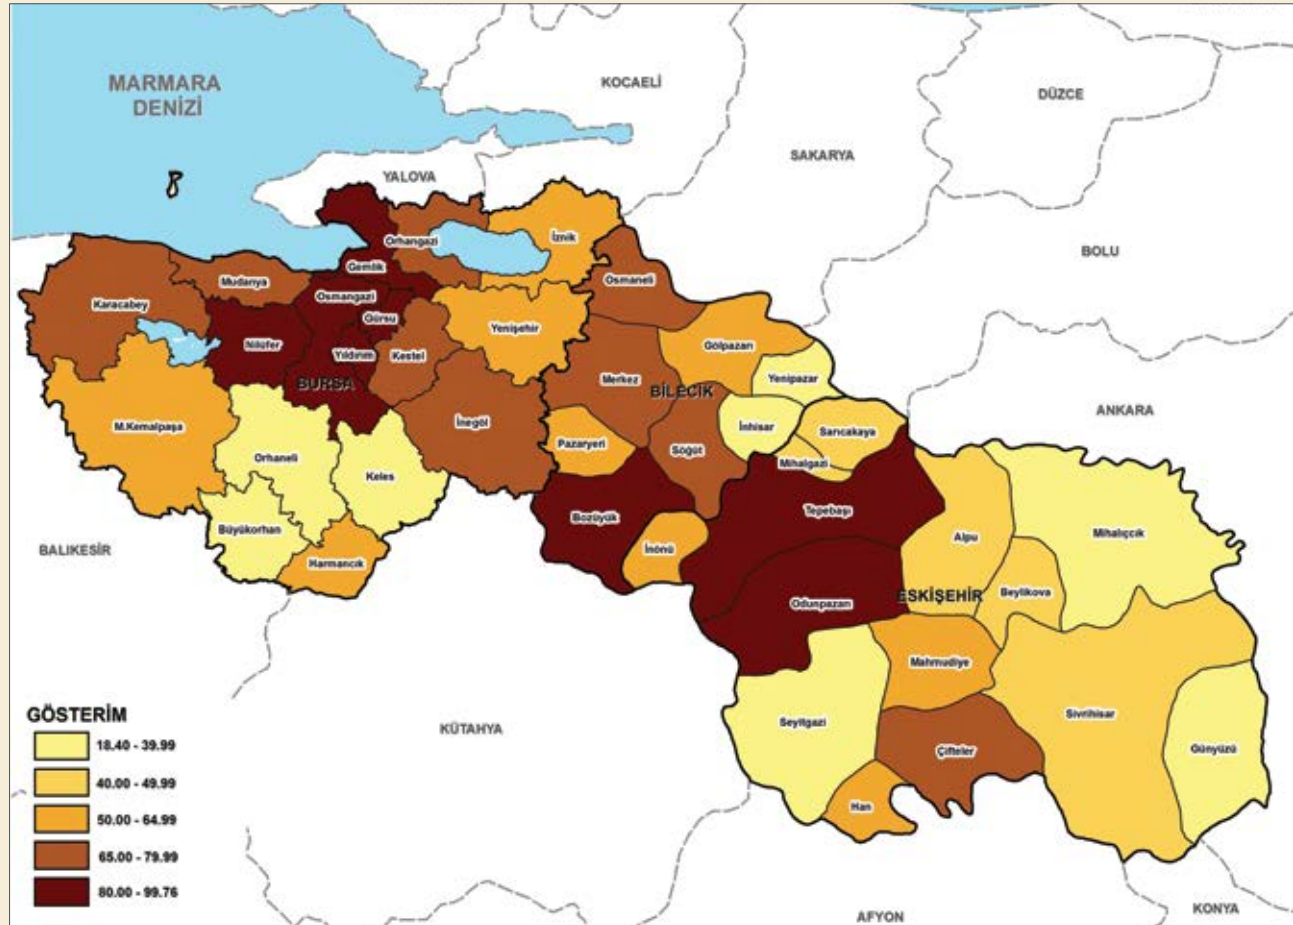 MARMARA
DENİZİ
KOCAELİ
DÜZCE
SAKARYA
YALOVA
BOLU
Orhangazi
İznik
Gemlik
Osmaneli
Mudanya
Karacabey
Osmangazi
Gürsu
Yenişehir
Nilüfer
Yıldırım
Kestel
Gölpazarı
Merkez
Yenipazar
BURSA
BİLECİK
ANKARA
M.Kemalpaşa
İnegöl
İnhisar
Sarıcakaya
Pazaryeri
Söğüt
Mihalgazi
Orhaneli
Keles
Bozüyük
Tepebaşı
Büyükorhan
Alpu
Mihalıççık
BALIKESİR
İnönü
Harmancık
Odunpazarı
ESKİŞEHİR
Beylikova
Mahmudiye
GÖSTERİM
KÜTAHYA
Seyitgazi
Sivrihisar
18.40 - 39.99
Çifteler
Günyüzü
40.00 - 49.99
Han
50.00 - 64.99
65.00 - 79.99
80.00 - 99.76
AFYON
KONYA